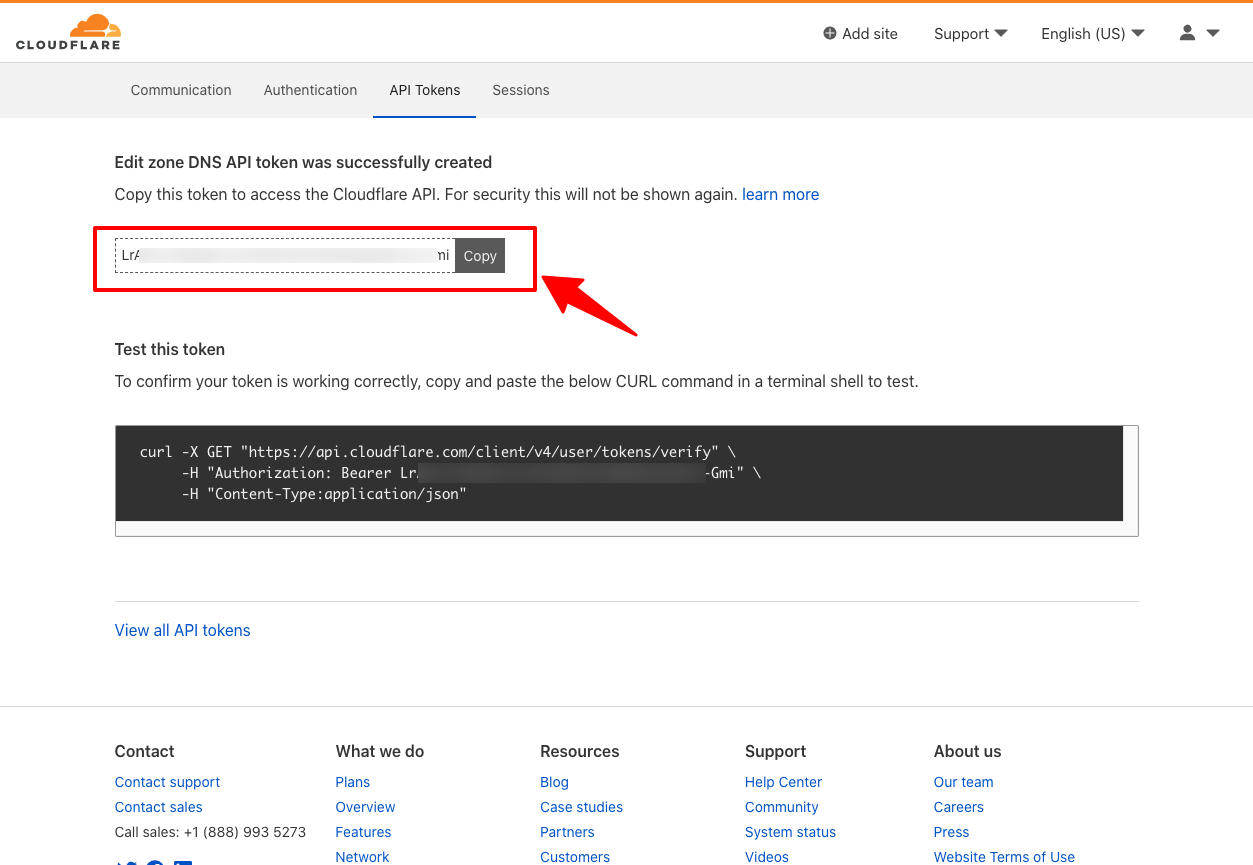 CLOUDFLARE
Add site
Support
English (US)
Communication
Authentication
API Tokens
Sessions
Edit zone DNS API token was successfully created
Copy this token to access the Cloudflare API. For security this will not be shown again. learn more
Copy
Test this token
To confirm your token is working correctly, copy and paste the below CURL command in a terminal shell to test.
curl -X GET "https://api.cloudflare.com/client/v4/user/tokens/verify" \
-H "Authorization: Bearer -Gmi" \
-H "Content-Type:application/json"
View all API tokens
Contact
Contact support
Contact sales
Call sales: +1 (888) 993 5273
What we do
Plans
Overview
Features
Network
Resources
Blog
Case studies
Partners
Customers
Support
Help Center
Community
System status
Videos
About us
Our team
Careers
Press
Website Terms of Use